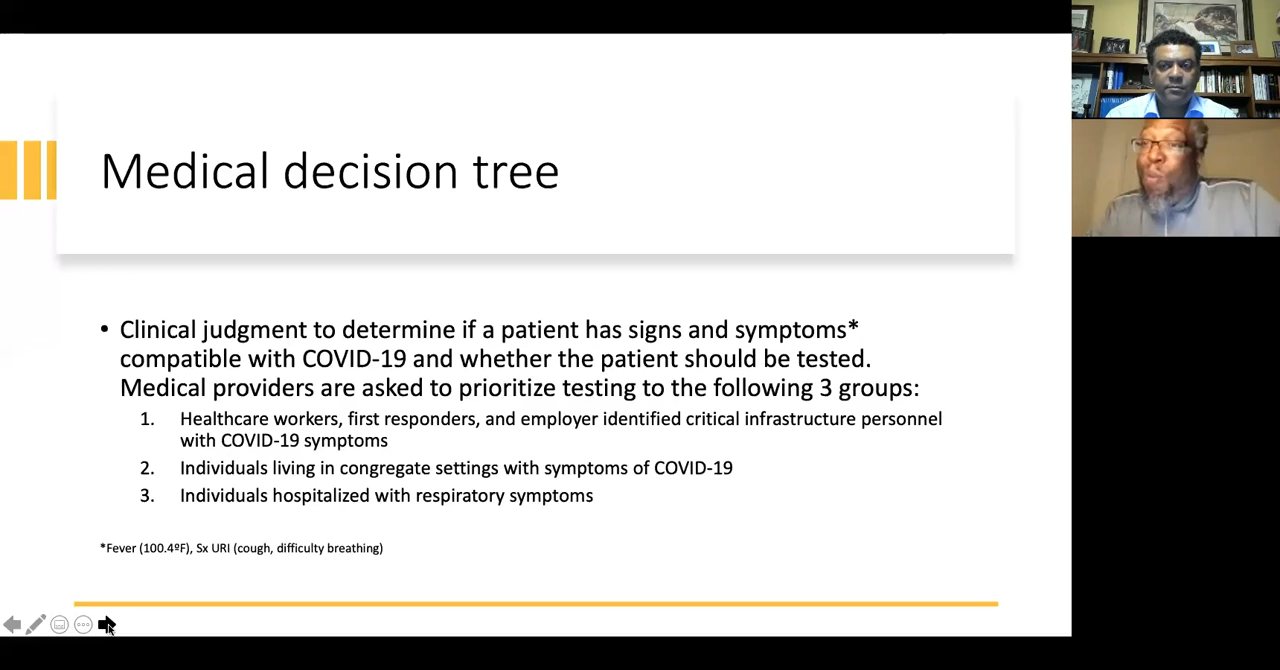 Medical decision tree
• Clinical judgment to determine if a patient has signs and symptoms*
compatible with COVID-19 and whether the patient should be tested.
Medical providers are asked to prioritize testing to the following 3 groups:
1. Healthcare workers, first responders, and employer identified critical infrastructure personnel
with COVID-19 symptoms
2. Individuals living in congregate settings with symptoms of COVID-19
3. Individuals hospitalized with respiratory symptoms
*Fever (100.4ºF), Sx URI (cough, difficulty breathing)